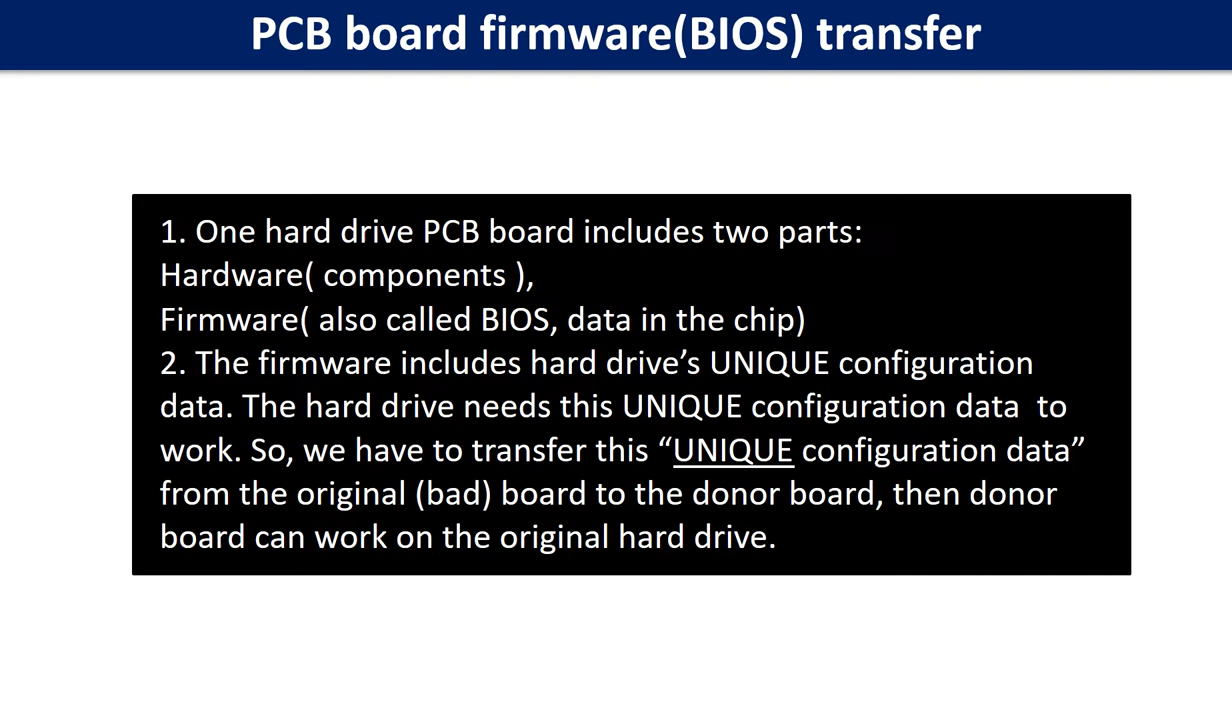 PCB board firmware(BIOS) transfer
1. One hard drive PCB board includes two parts:
Hardware( components ),
Firmware( also called BIOS, data in the chip)
2. The firmware includes hard drive’s UNIQUE configuration
data. The hard drive needs this UNIQUE configuration data  to
work. So, we have to transfer this “UNIQUE configuration data”
from the original (bad) board to the donor board, then donor
board can work on the original hard drive.